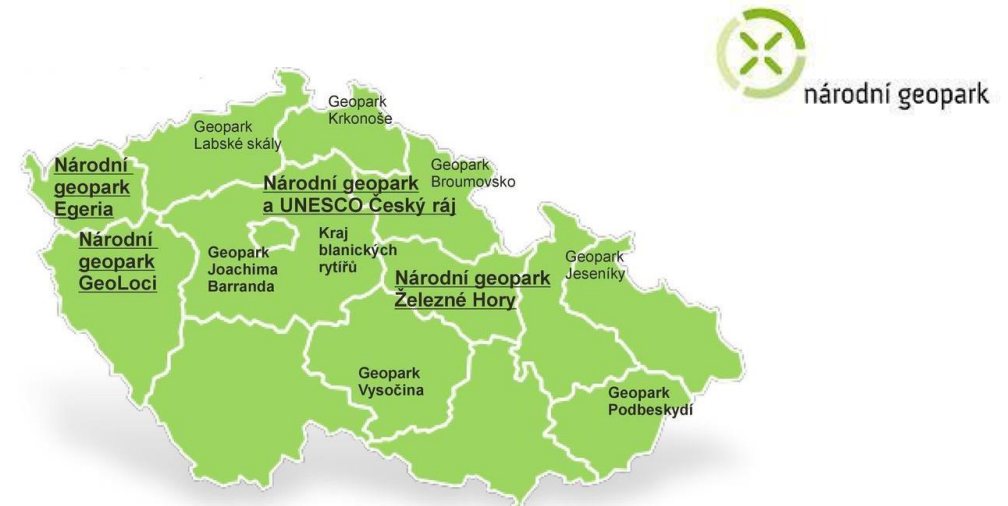 národní geopark
Geopark
Krkonoše
Geopark
Labské skály
Národní
geopark
Egeria
Geopark
Broumovsko
Národní geopark
a UNESCO Český ráj
Národní
geopark
GeoLoci
Geopark
Joachima
Barranda
Kraj
blanických
rytířů
Národní geopark
Železné Hory
Geopark
Jeseníky
Geopark
Vysočina
Geopark
Podbeskydí